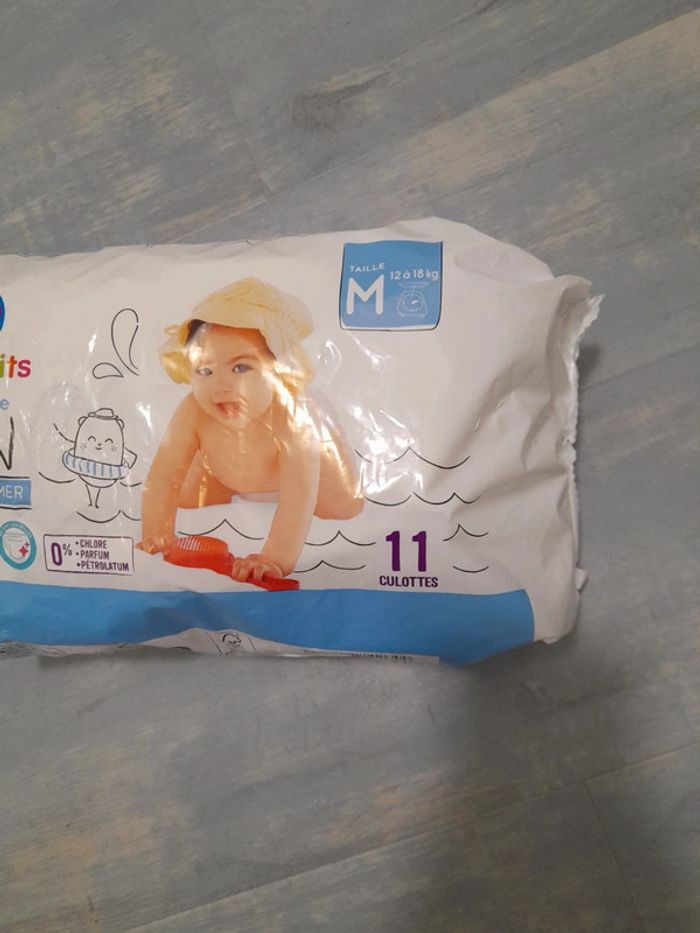 TAILLE
M
12 à 18 kg
its
e
N
MER
0%
• CHLORE
• PARFUM
• PÉTROLATUM
11
CULOTTES